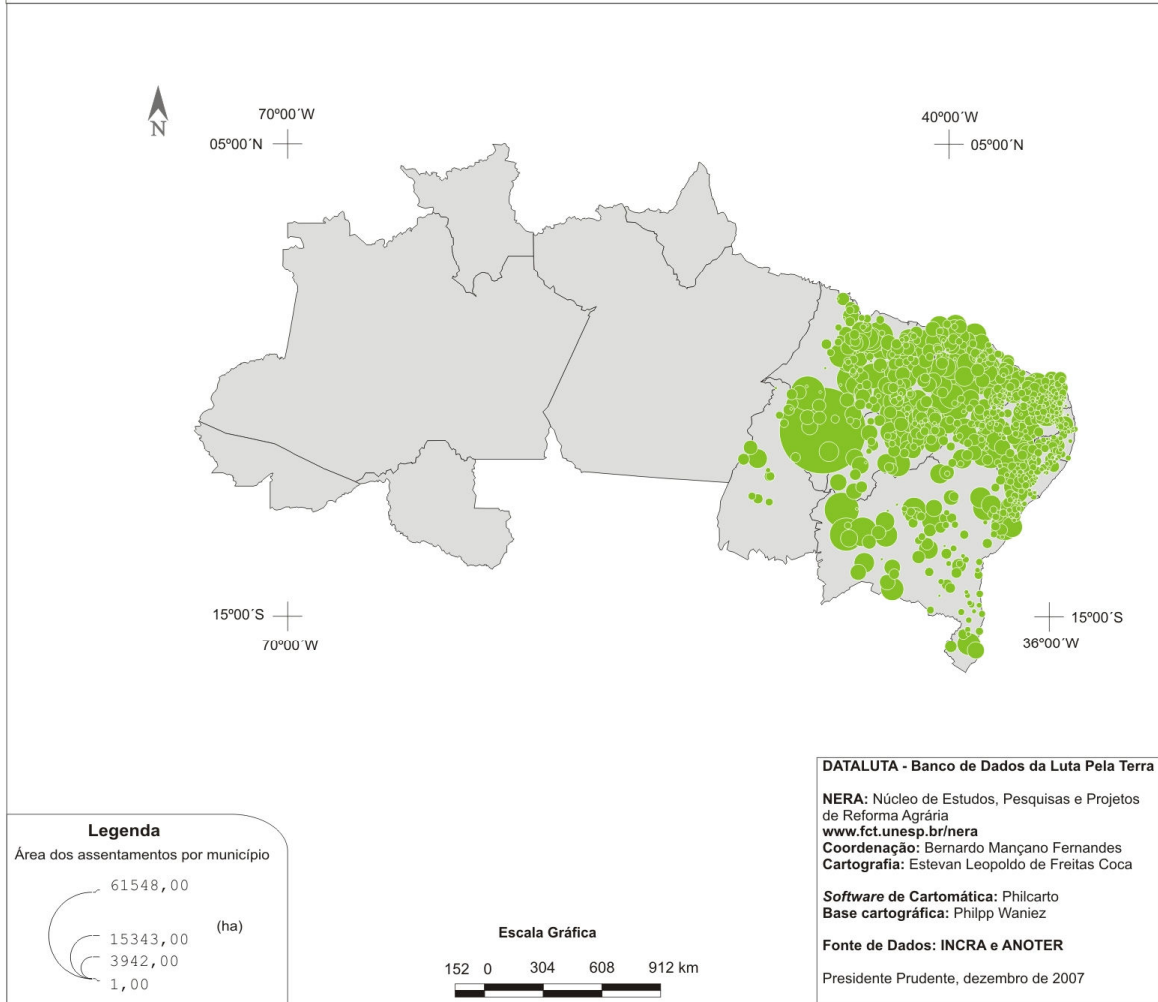 70º00´W
40º00´W
05º00´N
05º00´N
N
15º00´S
15º00´S
70º00´W
36º00´W
Legenda
Área dos assentamentos por município
61548,00
(ha)
15343,00
3942,00
1,00
Escala Gráfica
152 0 304 608 912 km
DATALUTA - Banco de Dados da Luta Pela Terra
NERA: Núcleo de Estudos, Pesquisas e Projetos
de Reforma Agrária
www.fct.unesp.br/nera
Coordenação: Bernardo Mançano Fernandes
Cartografia: Estevan Leopoldo de Freitas Coca
Software de Cartomática: Philcarto
Base cartográfica: Philpp Waniez
Fonte de Dados: INCRA e ANOTER
Presidente Prudente, dezembro de 2007